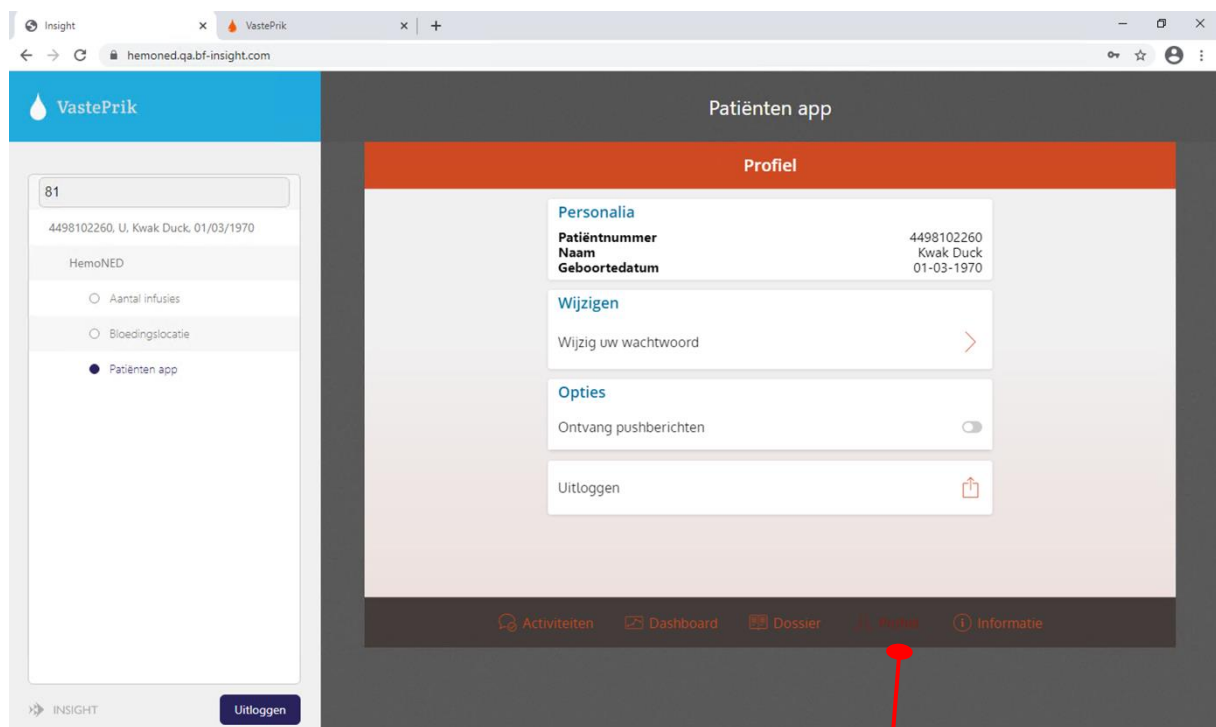 Insight
VastePrik
hemoned.qa.bf-insight.com
VastePrik
Patiënten app
81
4498102260, U, Kwak Duck, 01/03/1970
HemoNED
Aantal infusies
Bloedingslocatie
Patiënten app
Profiel
Personalia
Patiëntnummer 4498102260
Naam Kwak Duck
Geboortedatum 01-03-1970
Wijzigen
Wijzig uw wachtwoord
Opties
Ontvang pushberichten
Uitloggen
Activiteiten Dashboard Dossier Informatie
INSIGHT Uitloggen